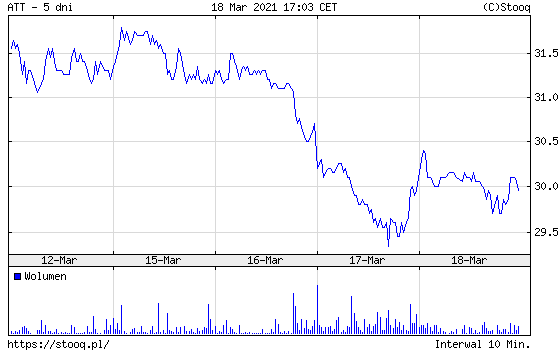 ATT - 5 dni 18 Mar 2021 17:03 CET (C)Stooq
31.5
31.0
30.5
30.0
29.5
12-Mar 15-Mar 16-Mar 17-Mar 18-Mar
Wolumen
https://stooq.pl/ Interwal 10 Min.